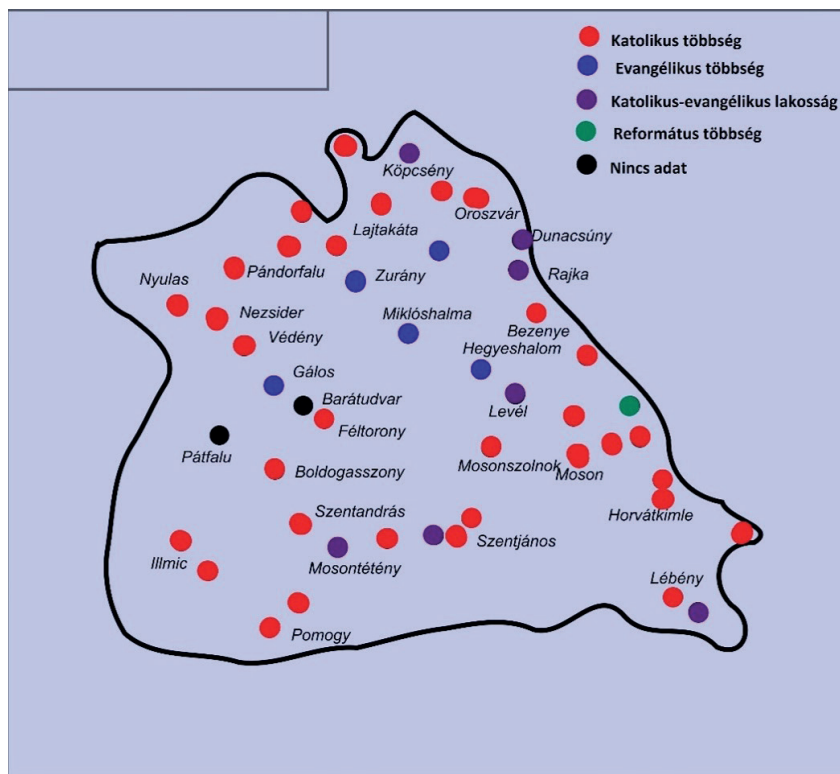 Katolikus többség
Evangélikus többség
Katolikus-evangélikus lakosság
Református többség
Nincs adat
Köpcsény
Oroszvár
Lajtakáta
Dunacsúny
Pándorfalu
Zurány
Rajka
Nyulas
Nezsider
Miklóshalma
Bezenye
Védény
Hegyeshalom
Gálos
Barátudvar
Levél
Féltorony
Pátfalu
Mosonszolnok
Moson
Boldogasszony
Szentandrás
Horvátkimle
Szentjános
Illmic
Mosontétény
Lébény
Pomogy